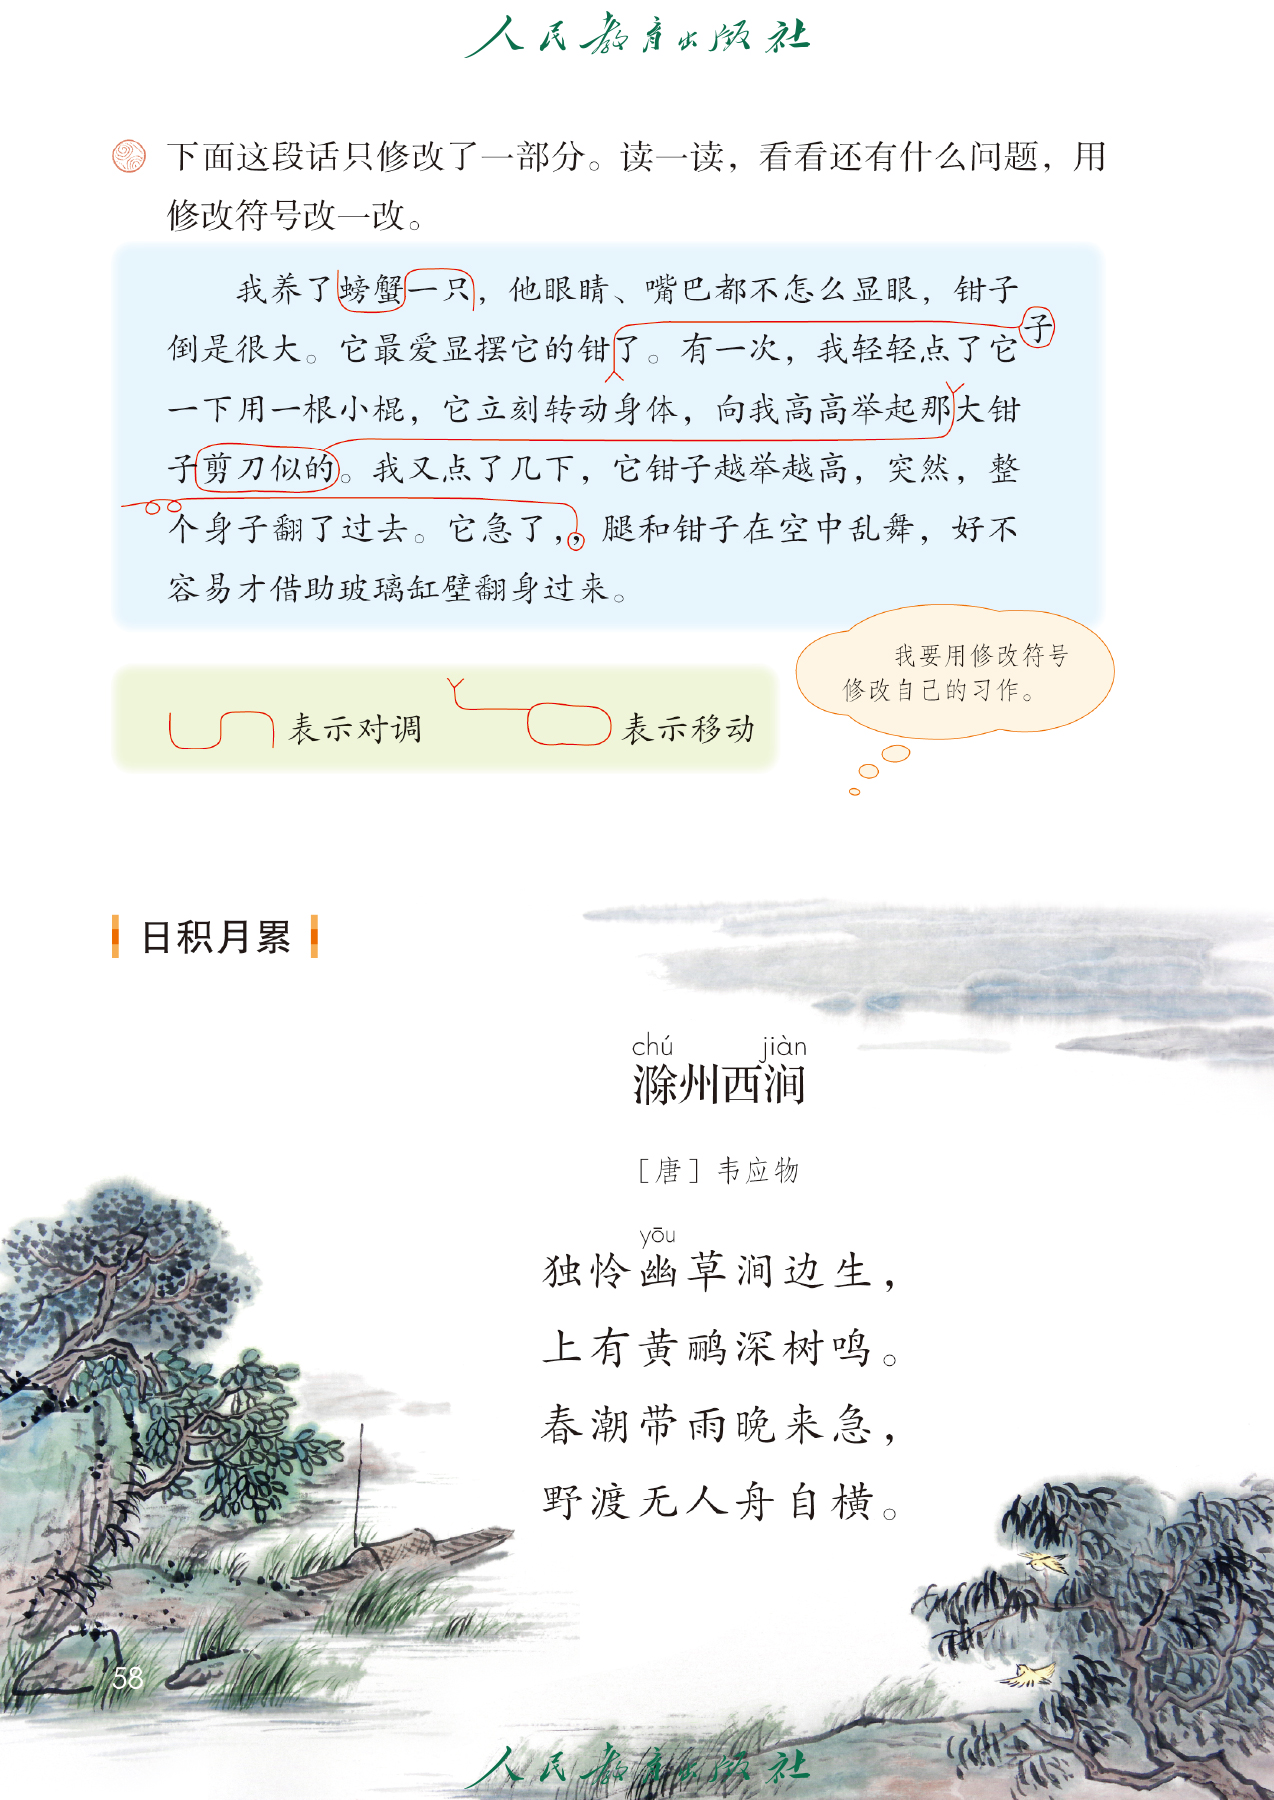 人民教育出版社
下面这段话只修改了一部分。读一读，看看还有什么问题，用
修改符号改一改。
我养了螃蟹一只，他眼睛、嘴巴都不怎么显眼，钳子
子
倒是很大。它最爱显摆它的钳了。有一次，我轻轻点了它
一下用一根小棍，它立刻转动身体，向我高高举起那大钳
子剪刀似的。我又点了几下，它钳子越举越高，突然，整
个身子翻了过去。它急了，，腿和钳子在空中乱舞，好不
容易才借助玻璃缸壁翻身过来。
我要用修改符号
修改自己的习作。
表示对调 表示移动
日积月累
chú jiàn
滁州西涧
［唐］韦应物
yōu
独怜幽草涧边生，
上有黄鹂深树鸣。
春潮带雨晚来急，
野渡无人舟自横。
58
人民教育出版社